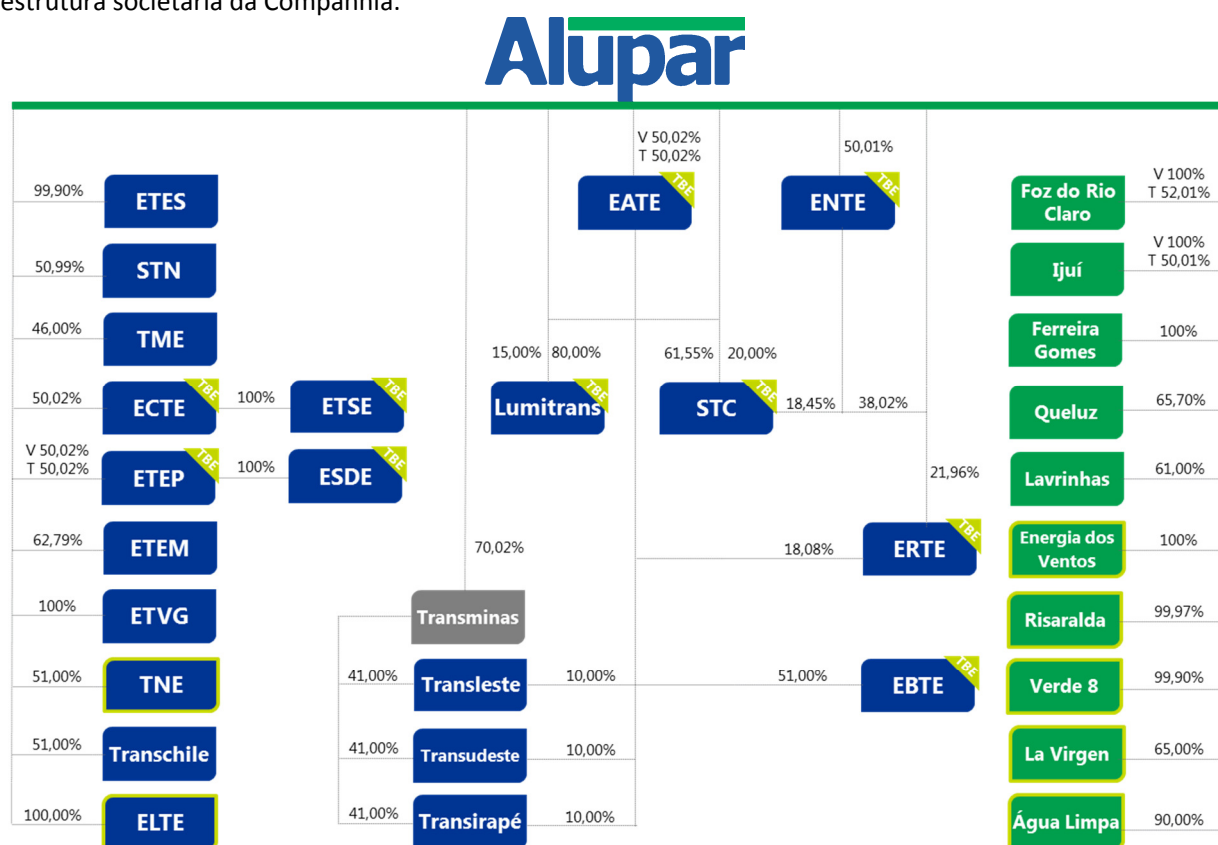 estrutura societária da Companhia.
Alupar
V 50,02%
T 50,02%
50,01%
EATE
TBE
ENTE
TBE
99,90%
ETES
50,99%
STN
46,00%
TME
50,02%
ECTE
TBE
100%
ETSE
TBE
V 50,02%
T 50,02%
ETEP
TBE
100%
ESDE
TBE
62,79%
ETEM
100%
ETVG
51,00%
TNE
51,00%
Transchile
100,00%
ELTE
15,00%
80,00%
Lumitrans
TBE
61,55%
20,00%
STC
TBE
18,45%
38,02%
21,96%
18,08%
ERTE
TBE
51,00%
EBTE
TBE
70,02%
Transminas
41,00%
Transleste
10,00%
41,00%
Transudeste
10,00%
41,00%
Transirapé
10,00%
Foz do Rio
Claro
V 100%
T 52,01%
Ijuí
V 100%
T 50,01%
Ferreira
Gomes
100%
Queluz
65,70%
Lavrinhas
61,00%
Energia dos
Ventos
100%
Risaralda
99,97%
Verde 8
99,90%
La Virgen
65,00%
Água Limpa
90,00%